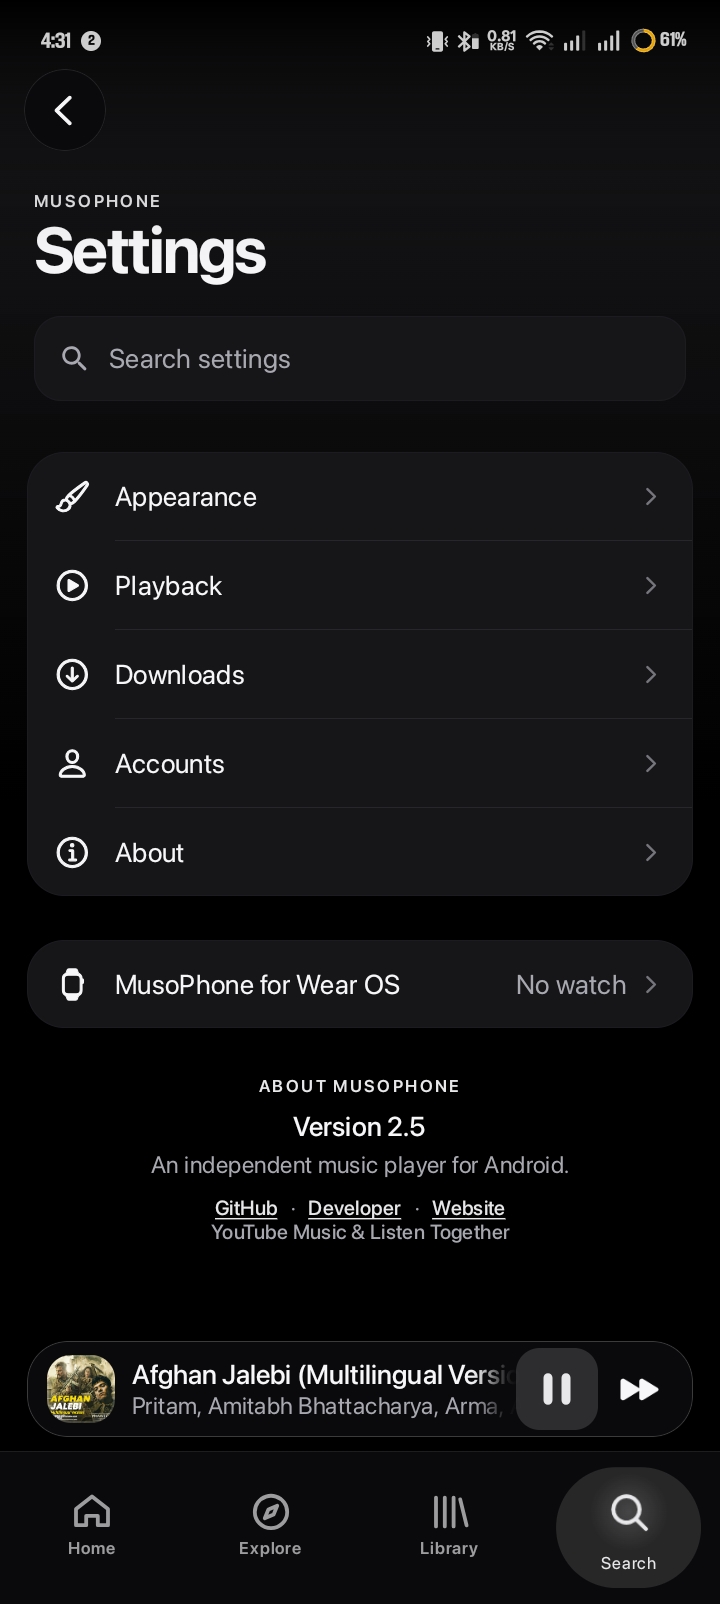 4:31 2 0.81 KB/S 61%
MUSOPHONE
Settings
Search settings
Appearance
Playback
Downloads
Accounts
About
MusoPhone for Wear OS No watch
ABOUT MUSOPHONE
Version 2.5
An independent music player for Android.
GitHub · Developer · Website
YouTube Music & Listen Together
AFGHAN
JALEBI
Afghan Jalebi (Multilingual Versio
Pritam, Amitabh Bhattacharya, Arma,
Home Explore Library Search